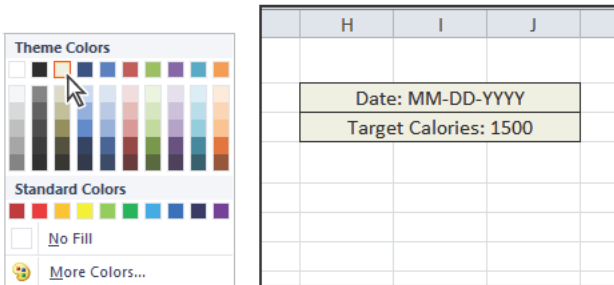 Theme Colors
Standard Colors
No Fill
More Colors...
H I J
Date: MM-DD-YYYY
Target Calories: 1500